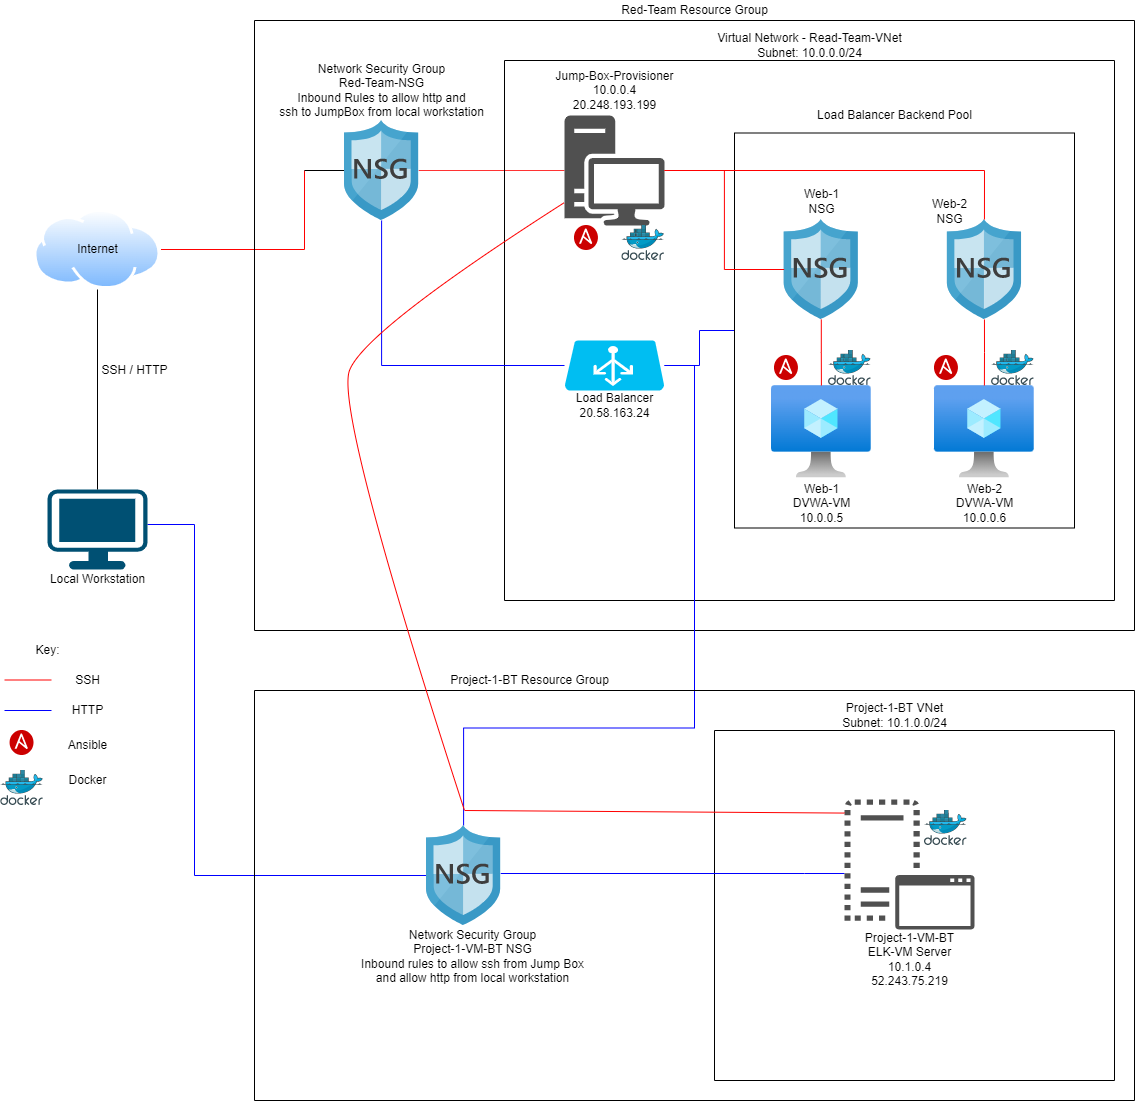 Red-Team Resource Group
Virtual Network - Read-Team-VNet
Subnet: 10.0.0.0/24
Network Security Group
Red-Team-NSG
Inbound Rules to allow http and
ssh to JumpBox from local workstation
NSG
Jump-Box-Provisioner
10.0.0.4
20.248.193.199
docker
Load Balancer Backend Pool
Web-1
NSG
NSG
Web-2
NSG
NSG
Internet
SSH / HTTP
Load Balancer
20.58.163.24
docker
docker
Web-1
DVWA-VM
10.0.0.5
Web-2
DVWA-VM
10.0.0.6
Local Workstation
Key:
SSH
HTTP
Ansible
Docker
docker
Project-1-BT Resource Group
Project-1-BT VNet
Subnet: 10.1.0.0/24
NSG
Network Security Group
Project-1-VM-BT NSG
Inbound rules to allow ssh from Jump Box
and allow http from local workstation
docker
Project-1-VM-BT
ELK-VM Server
10.1.0.4
52.243.75.219